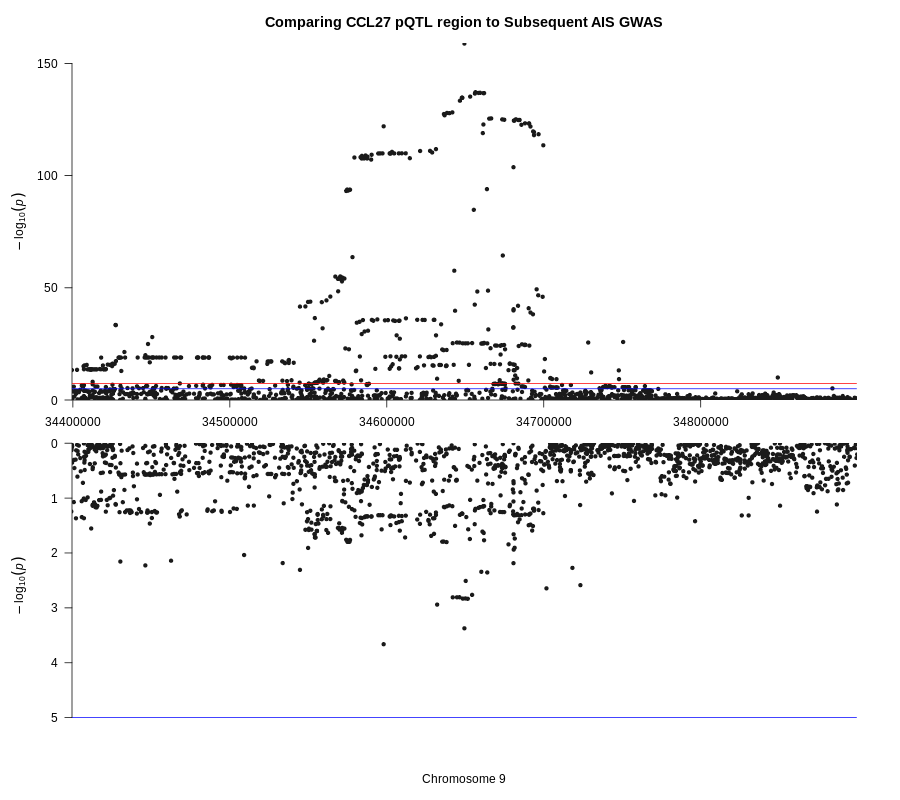 Comparing CCL27 pQTL region to Subsequent AIS GWAS
150
100
50
0
− log10(p)
34400000 34500000 34600000 34700000 34800000
0
1
2
3
4
5
− log10(p)
Chromosome 9